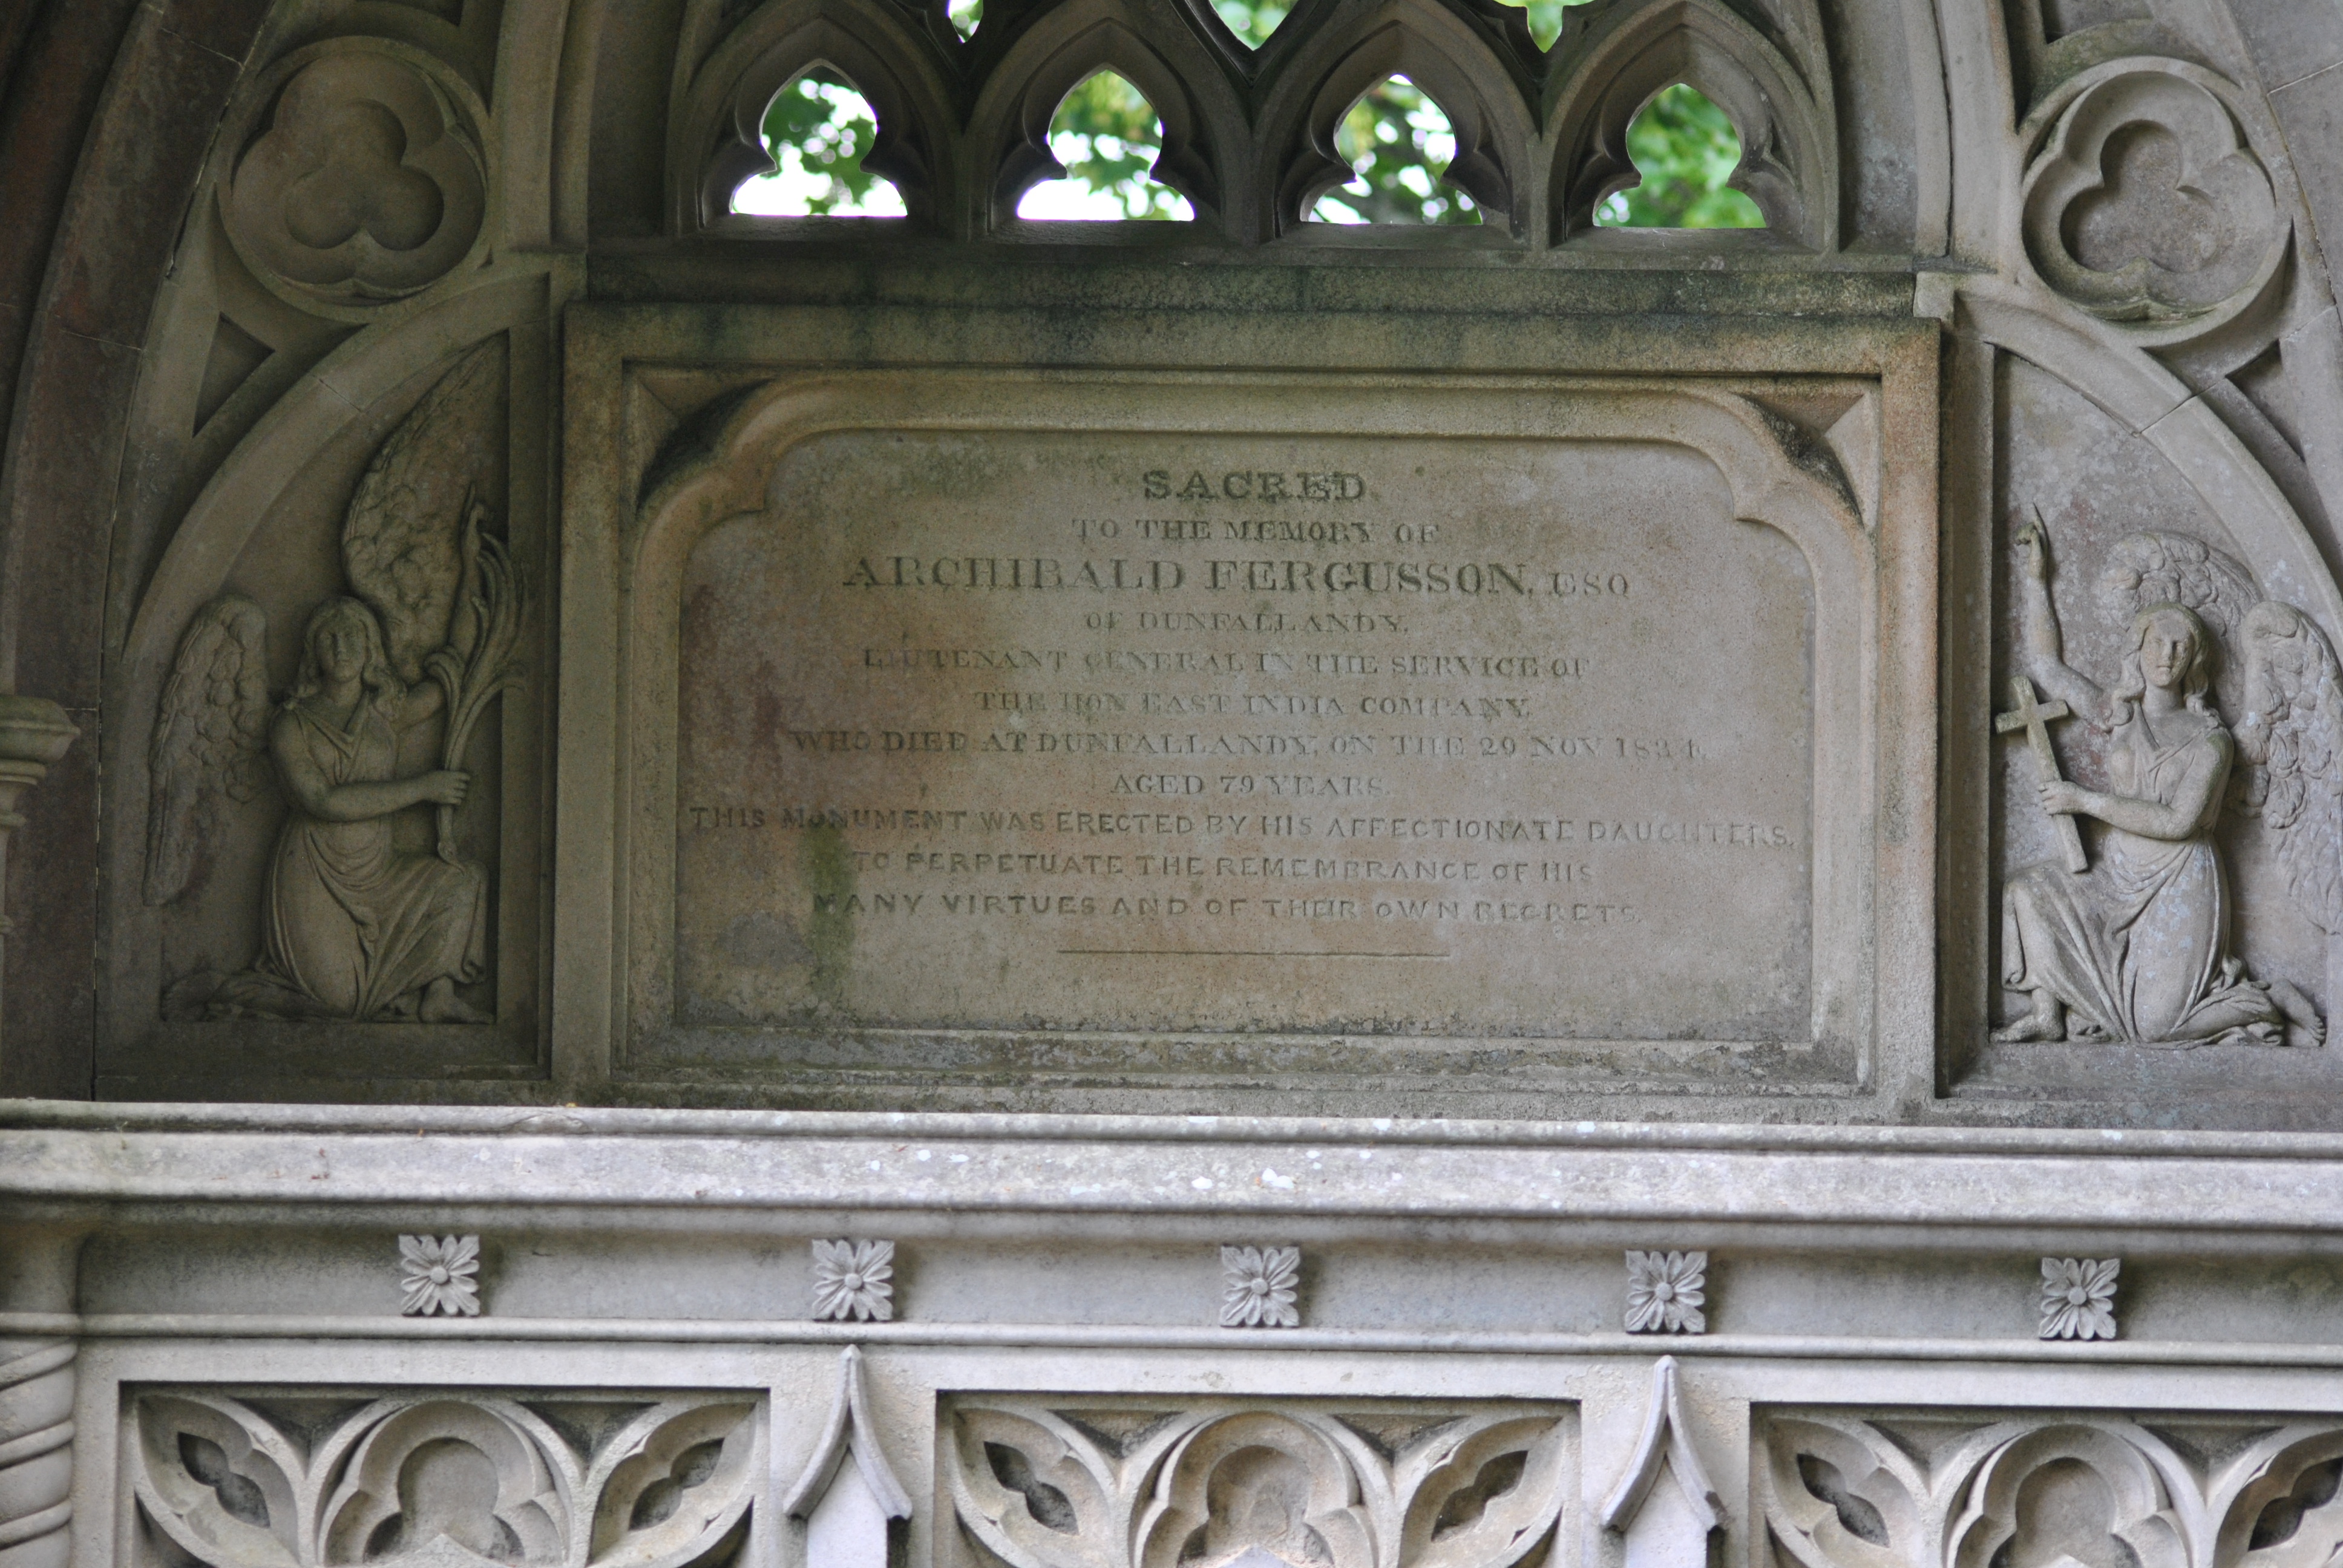 SACRED
TO THE MEMORY OF
ARCHIBALD FERGUSSON, ESQ
OF DUNFALLANDY,
LIEUTENANT GENERAL IN THE SERVICE OF
THE HON EAST INDIA COMPANY,
WHO DIED AT DUNFALLANDY, ON THE 29 NOV 1834,
AGED 79 YEARS.
THIS MONUMENT WAS ERECTED BY HIS AFFECTIONATE DAUGHTERS,
TO PERPETUATE THE REMEMBRANCE OF HIS
MANY VIRTUES AND OF THEIR OWN REGRETS.